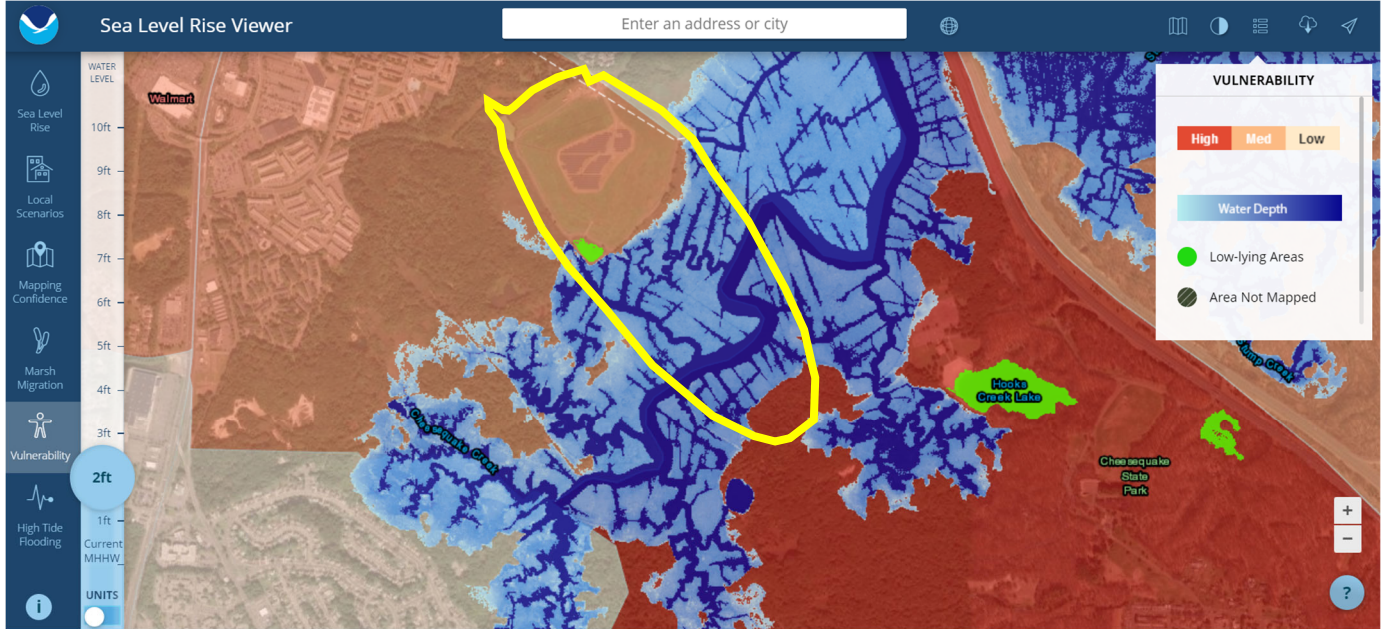 Sea Level Rise Viewer
Enter an address or city
Sea Level
Rise
Local
Scenarios
Mapping
Confidence
Marsh
Migration
Vulnerability
High Tide
Flooding
i
WATER
LEVEL
10ft
9ft
8ft
7ft
6ft
5ft
4ft
3ft
2ft
1ft
Current
MHHW
UNITS
Walmart
Cheesequake Creek
Hooks
Creek Lake
Cheesequake
State
Park
VULNERABILITY
High Med Low
Water Depth
Low-lying Areas
Area Not Mapped
+
−
?